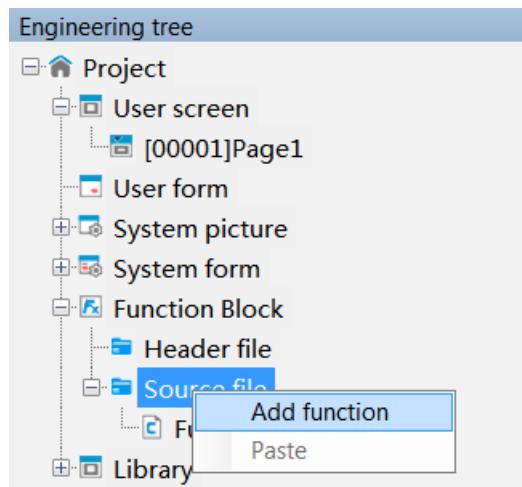 Engineering tree
Project
User screen
[00001]Page1
User form
System picture
System form
Function Block
Header file
Source file
Add function
Paste
Library